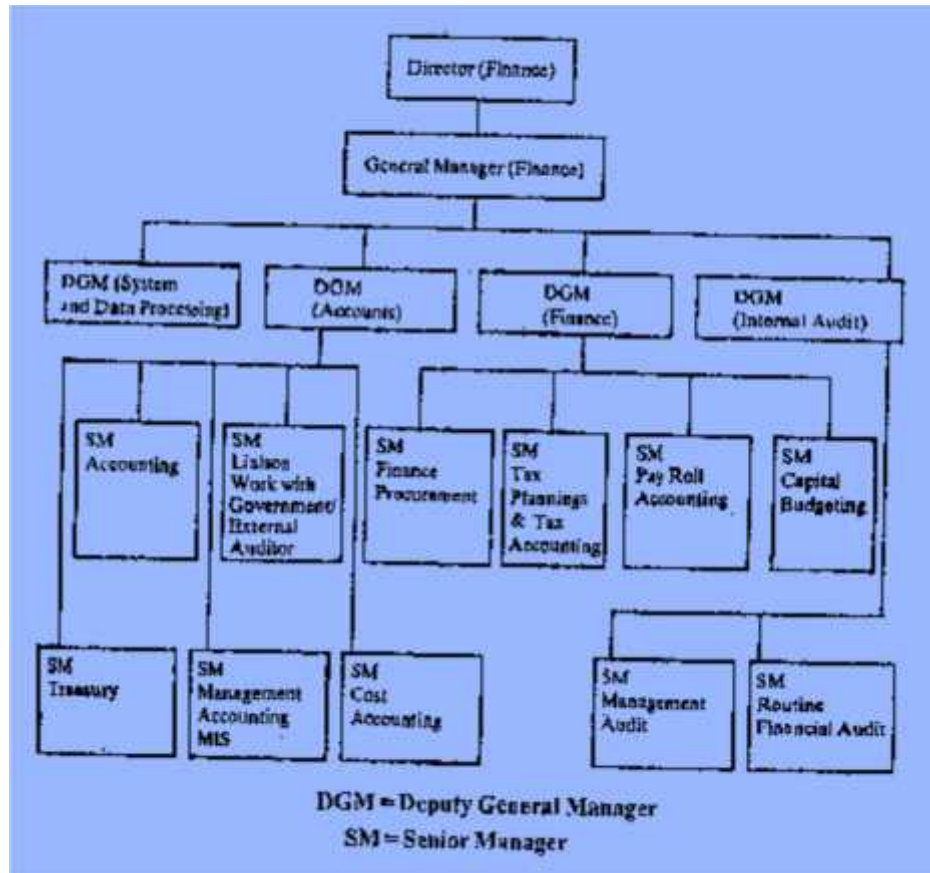 Director (Finance)
General Manager (Finance)
DGM (System
and Data Processing)
DGM
(Accounts)
DGM
(Finance)
DGM
(Internal Audit)
SM
Accounting
SM
Liaison
Work with
Government/
External
Auditor
SM
Finance
Procurement
SM
Tax
Plannings
& Tax
Accounting
SM
Pay Roll
Accounting
SM
Capital
Budgeting
SM
Treasury
SM
Management
Accounting
MIS
SM
Cost
Accounting
SM
Management
Audit
SM
Routine
Financial Audit
DGM = Deputy General Manager
SM = Senior Manager